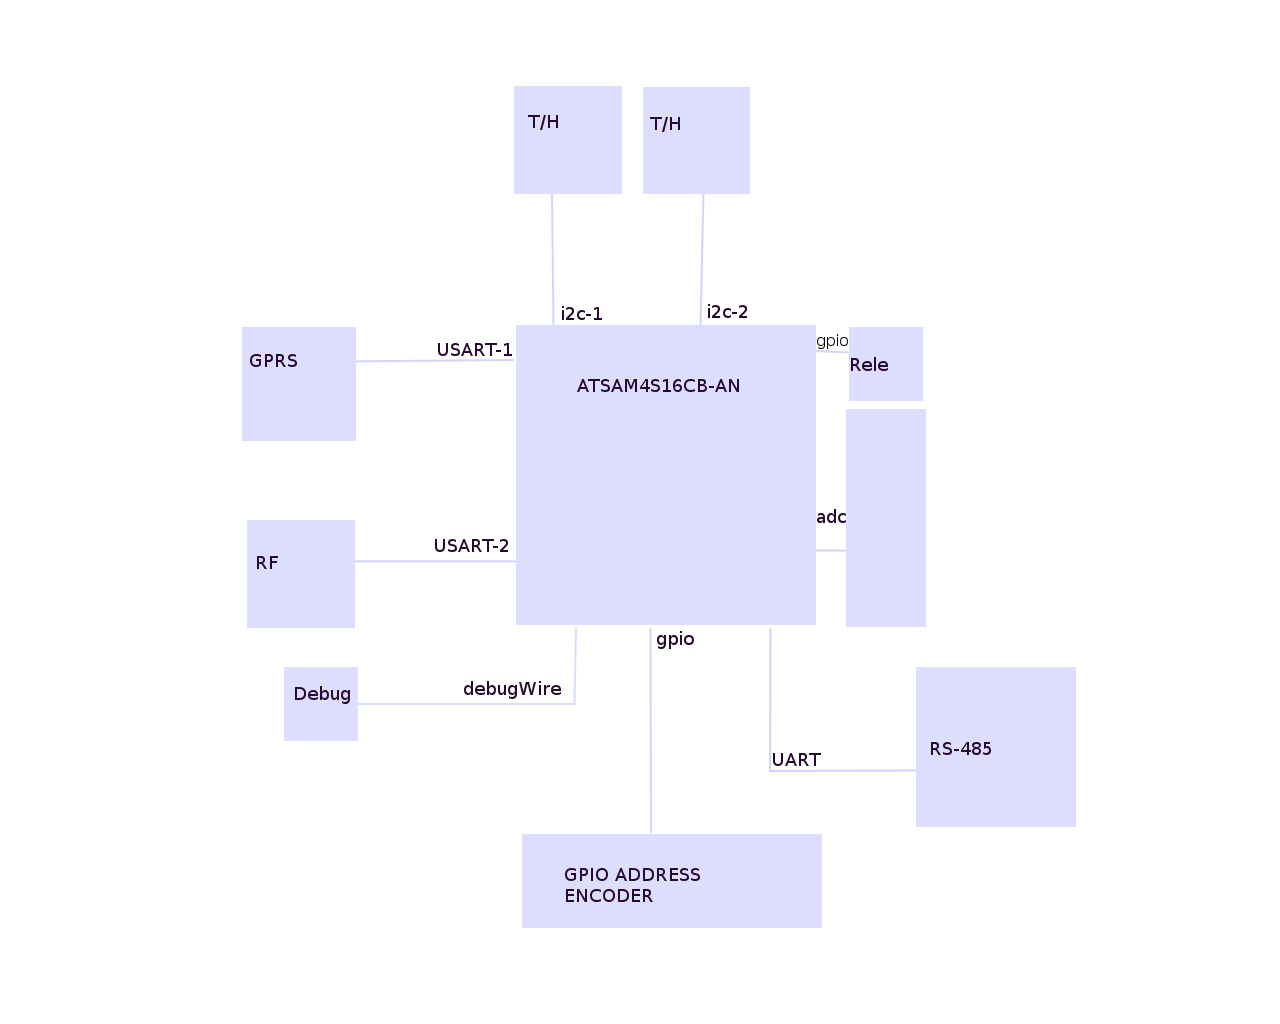 T/H
T/H
i2c-1
i2c-2
GPRS
USART-1
gpio
Rele
ATSAM4S16CB-AN
adc
RF
USART-2
gpio
Debug
debugWire
UART
RS-485
GPIO ADDRESS
ENCODER